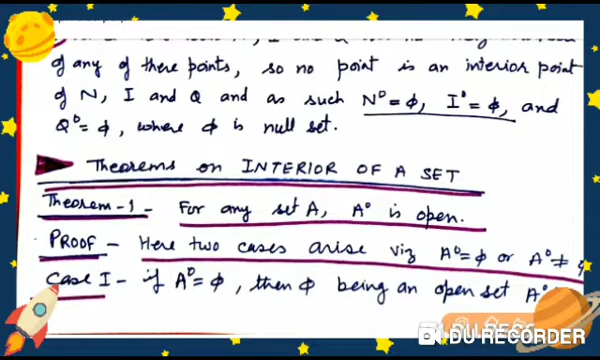 of any of these points, so no point is an interior point
of N, I and Q and as such N° = ϕ, I° = ϕ, and
Q° = ϕ, where ϕ is null set.
Theorems on INTERIOR OF A SET
Theorem-1- For any set A, A° is open.
PROOF- Here two cases arise viz A° = ϕ or A° ≠
Case I - if A° = ϕ, then ϕ being an open set A°
DU RECORDER